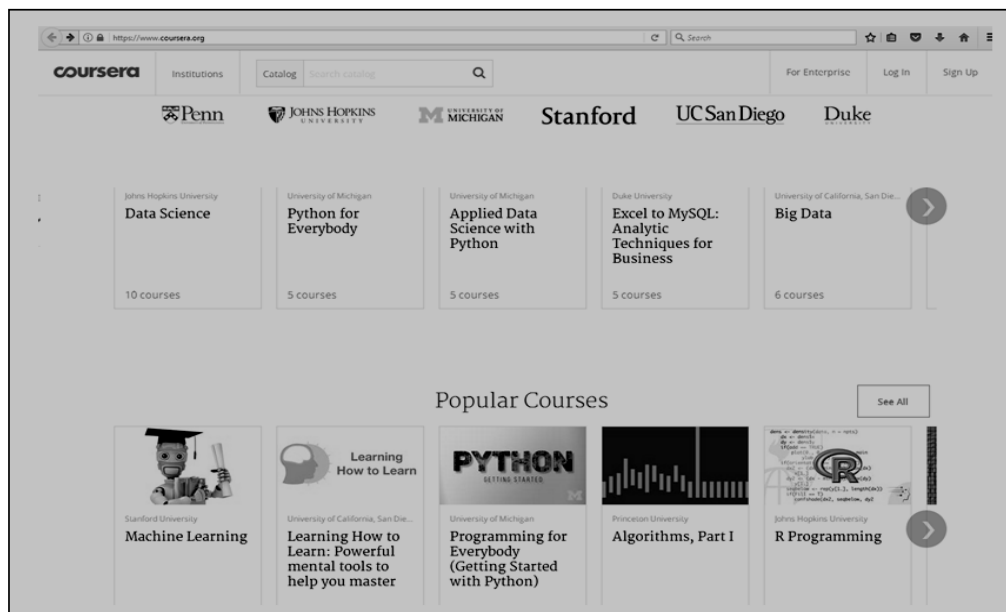 https://www.coursera.org
Search
coursera
Institutions
Catalog
Search catalog
For Enterprise
Log In
Sign Up
Penn
JOHNS HOPKINS
UNIVERSITY
M UNIVERSITY OF
MICHIGAN
Stanford
UC San Diego
Duke
UNIVERSITY
Johns Hopkins University
Data Science
10 courses
University of Michigan
Python for
Everybody
5 courses
University of Michigan
Applied Data
Science with
Python
5 courses
Duke University
Excel to MySQL:
Analytic
Techniques for
Business
5 courses
University of California, San Die...
Big Data
6 courses
Popular Courses
See All
Stanford University
Machine Learning
Learning
How to Learn
University of California, San Die...
Learning How to
Learn: Powerful
mental tools to
help you master
PYTHON
GETTING STARTED
M
University of Michigan
Programming for
Everybody
(Getting Started
with Python)
Princeton University
Algorithms, Part I
R
Johns Hopkins University
R Programming